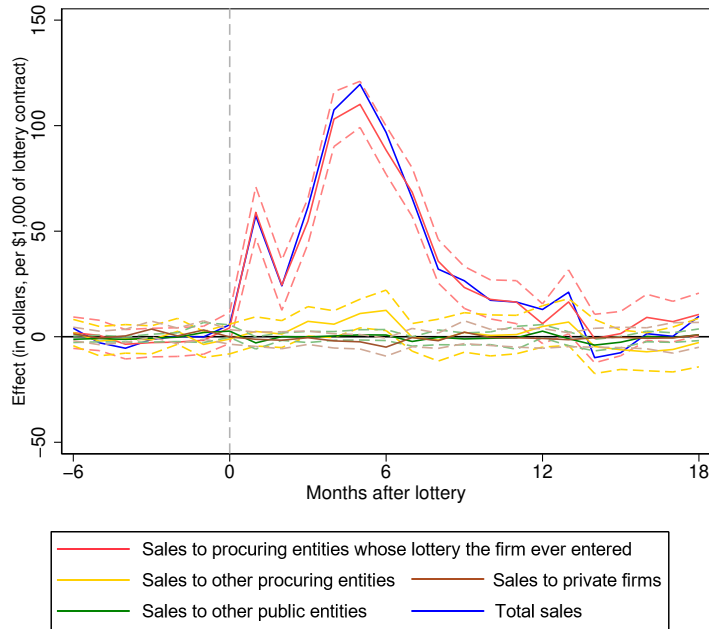 Effect (in dollars, per $1,000 of lottery contract)
150
100
50
0
−50
−6
0
6
12
18
Months after lottery
Sales to procuring entities whose lottery the firm ever entered
Sales to other procuring entities
Sales to private firms
Sales to other public entities
Total sales